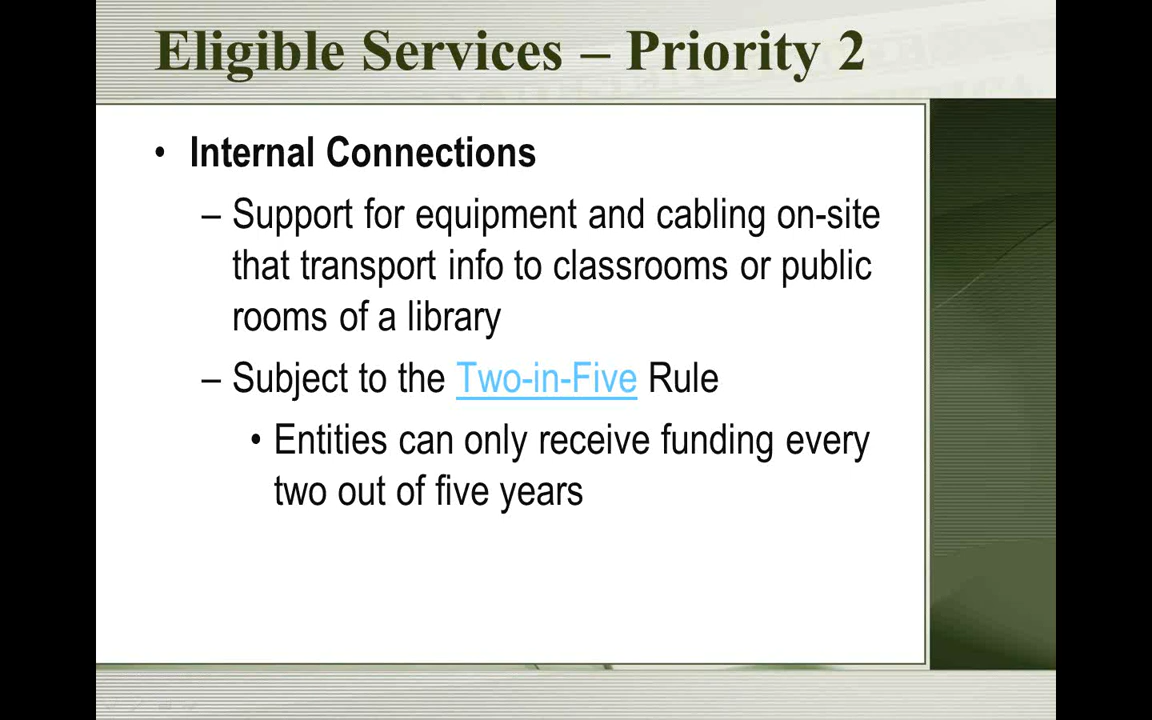 Eligible Services – Priority 2
• Internal Connections
– Support for equipment and cabling on-site
that transport info to classrooms or public
rooms of a library
– Subject to the Two-in-Five Rule
• Entities can only receive funding every
two out of five years